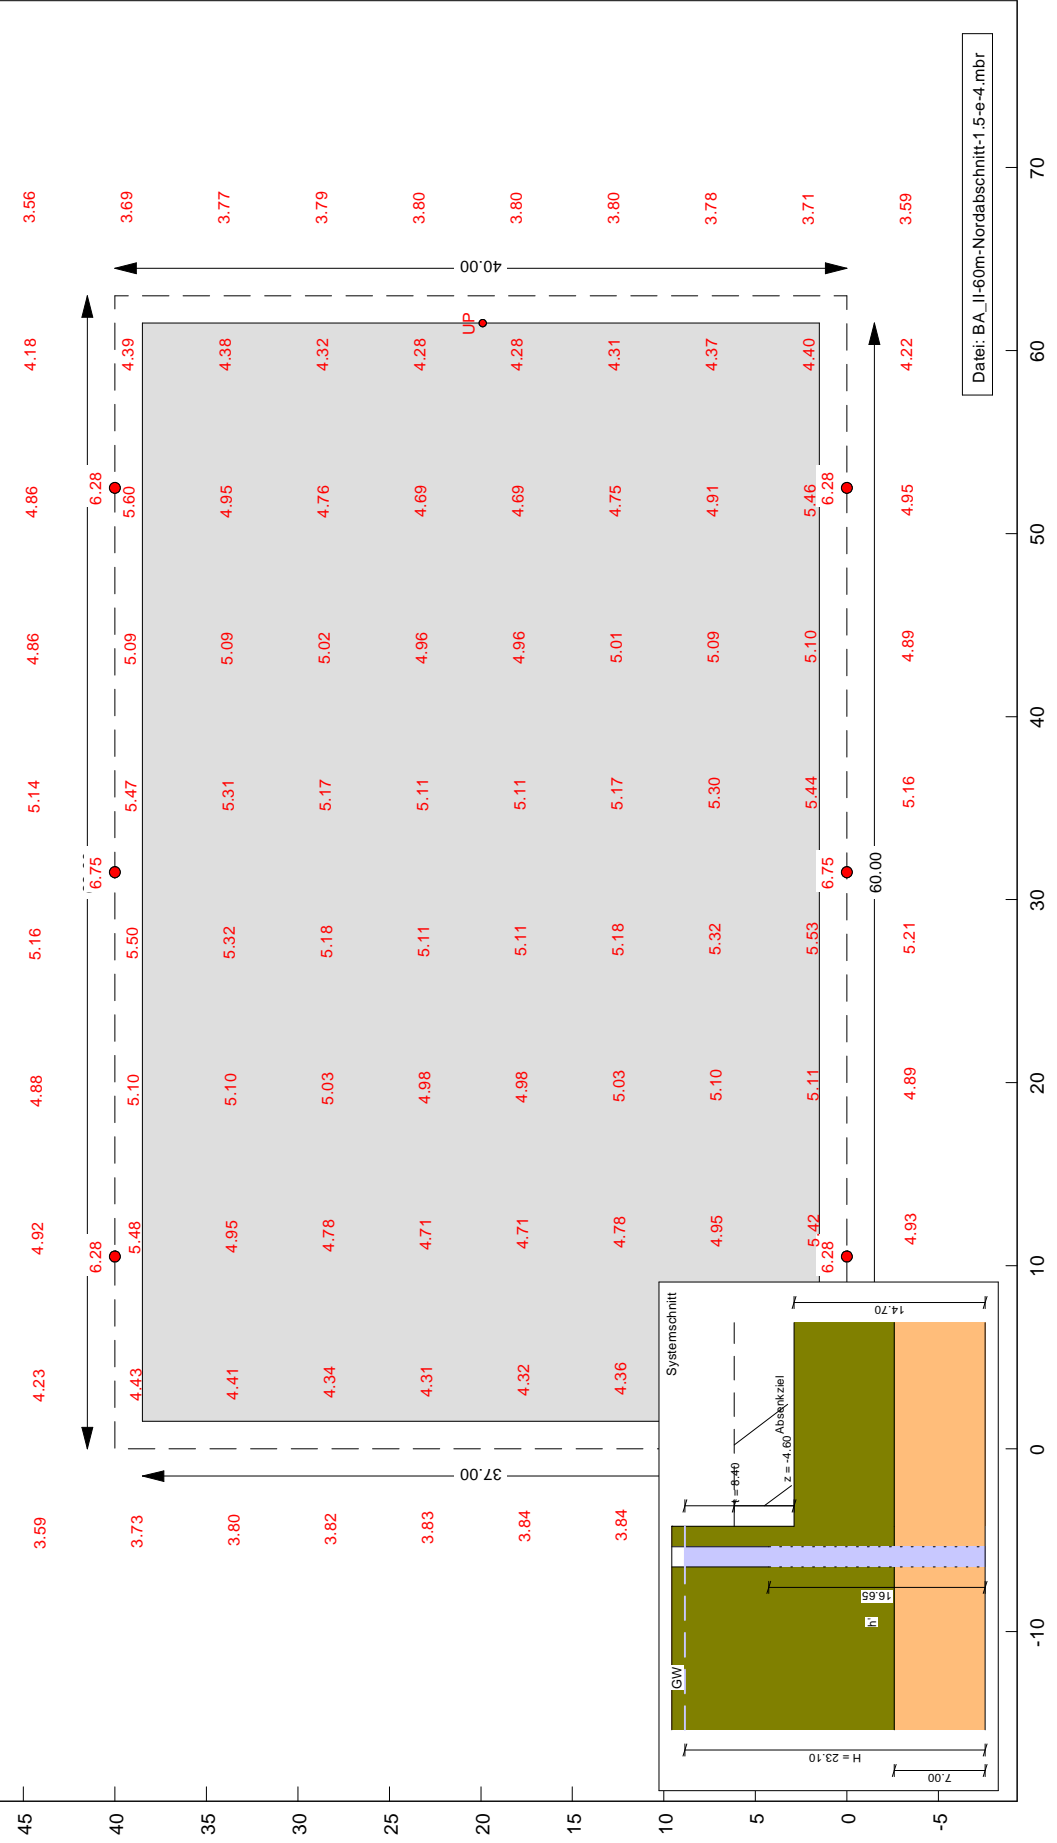 3.59 4.23 4.92 4.88 5.16 5.14 4.86 4.86 4.18 3.56
6.28 6.75 6.28
40 3.73 4.43 5.48 5.10 5.50 5.47 5.09 5.60 4.39 3.69
35 3.80 4.41 4.95 5.10 5.32 5.31 5.09 4.95 4.38 3.77
30 3.82 4.34 4.78 5.03 5.18 5.17 5.02 4.76 4.32 3.79
25 3.83 4.31 4.71 4.98 5.11 5.11 4.96 4.69 4.28 3.80
37.00 UP 40.00
20 3.84 4.32 4.71 4.98 5.11 5.11 4.96 4.69 4.28 3.80
15 3.84 4.36 4.78 5.03 5.18 5.17 5.01 4.75 4.31 3.80
10 4.95 5.10 5.32 5.30 5.09 4.91 4.37 3.78
5 5.42 5.11 5.53 5.44 5.10 5.46 4.40 3.71
6.28 6.75 6.28
0
60.00
-5 4.93 4.89 5.21 5.16 4.89 4.95 4.22 3.59
Systemschnitt
GW
t = 8.40
Absenkziel
z = -4.60
H = 23.10
16.65
h'
14.70
7.00
Datei: BA_II-60m-Nordabschnitt-1.5-e-4.mbr
-10 0 10 20 30 40 50 60 70